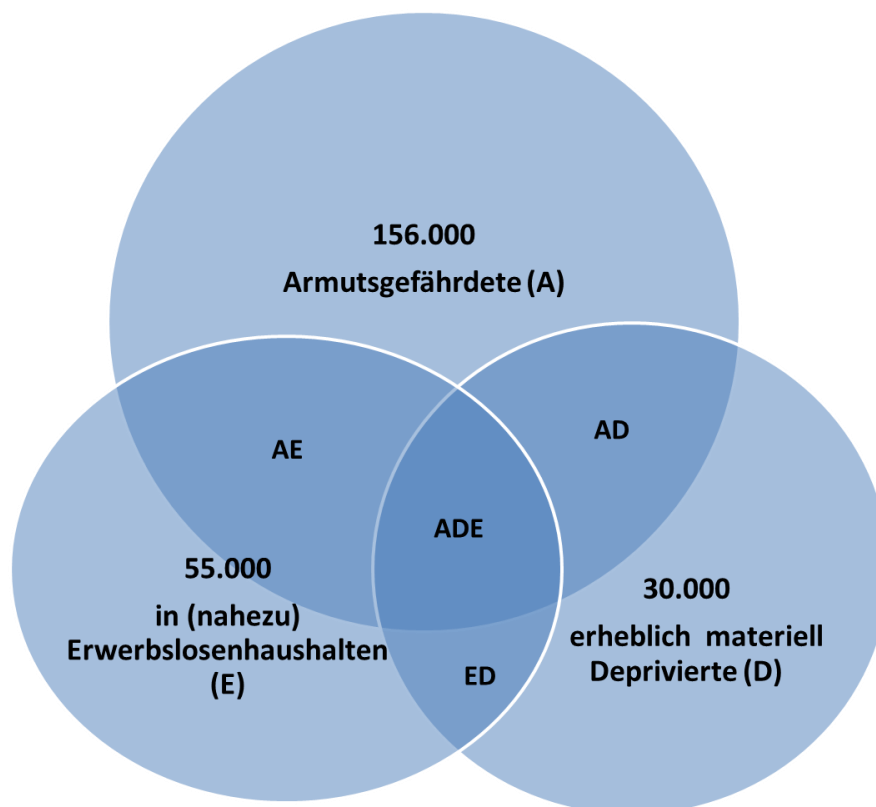 156.000
Armutsgefährdete (A)
AE
AD
ADE
55.000
in (nahezu)
Erwerbslosenhaushalten
(E)
30.000
erheblich materiell
Deprivierte (D)
ED